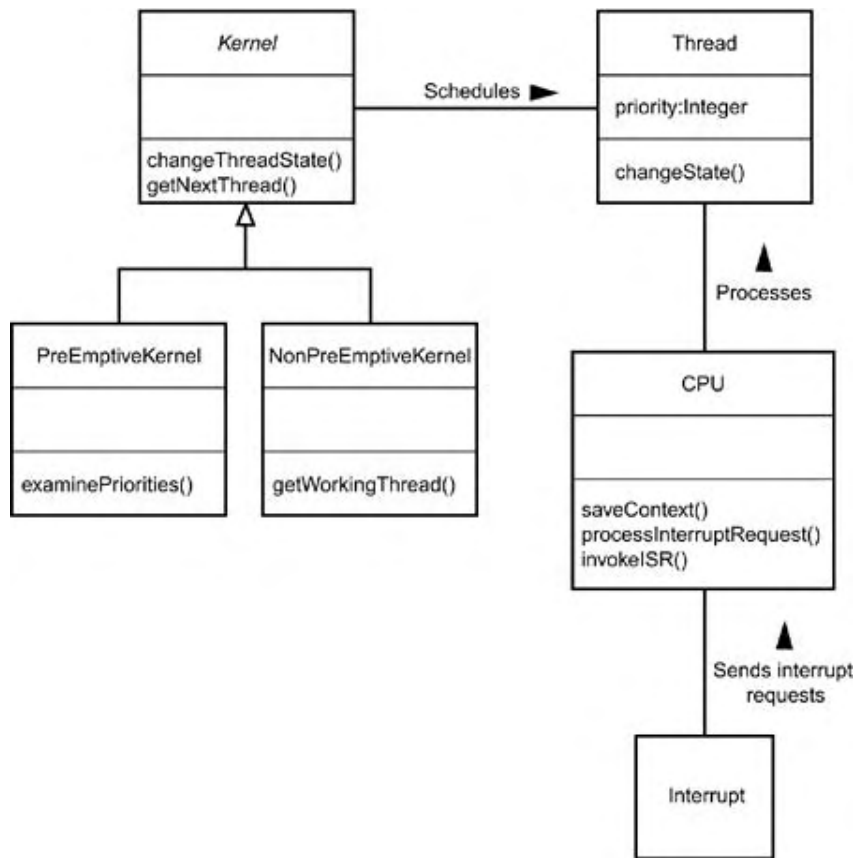 Kernel
Thread
Schedules
priority:Integer
changeThreadState()
getNextThread()
changeState()
Processes
PreEmptiveKernel
NonPreEmptiveKernel
CPU
examinePriorities()
getWorkingThread()
saveContext()
processInterruptRequest()
invokeISR()
Sends interrupt
requests
Interrupt